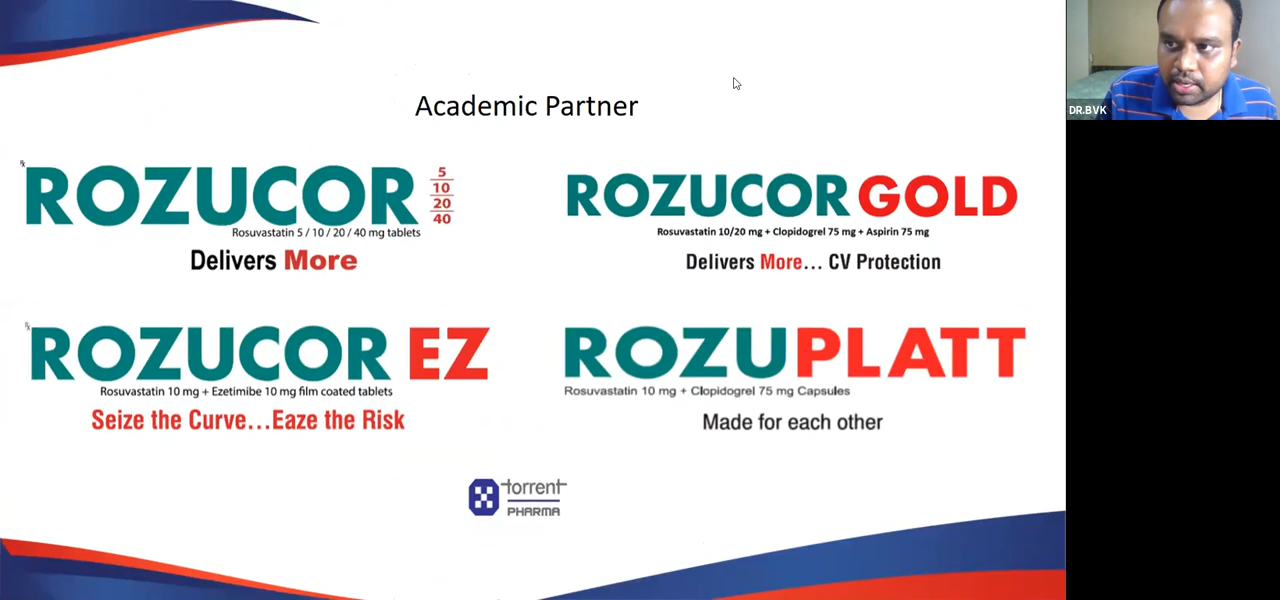 Academic Partner
DR.BVK
Rx
ROZUCOR 5 10 20 40
Rosuvastatin 5 / 10 / 20 / 40 mg tablets
Delivers More
ROZUCOR GOLD
Rosuvastatin 10/20 mg + Clopidogrel 75 mg + Aspirin 75 mg
Delivers More... CV Protection
Rx
ROZUCOR EZ
Rosuvastatin 10 mg + Ezetimibe 10 mg film coated tablets
Seize the Curve...Eaze the Risk
ROZUPLATT
Rosuvastatin 10 mg + Clopidogrel 75 mg Capsules
Made for each other
torrent
PHARMA